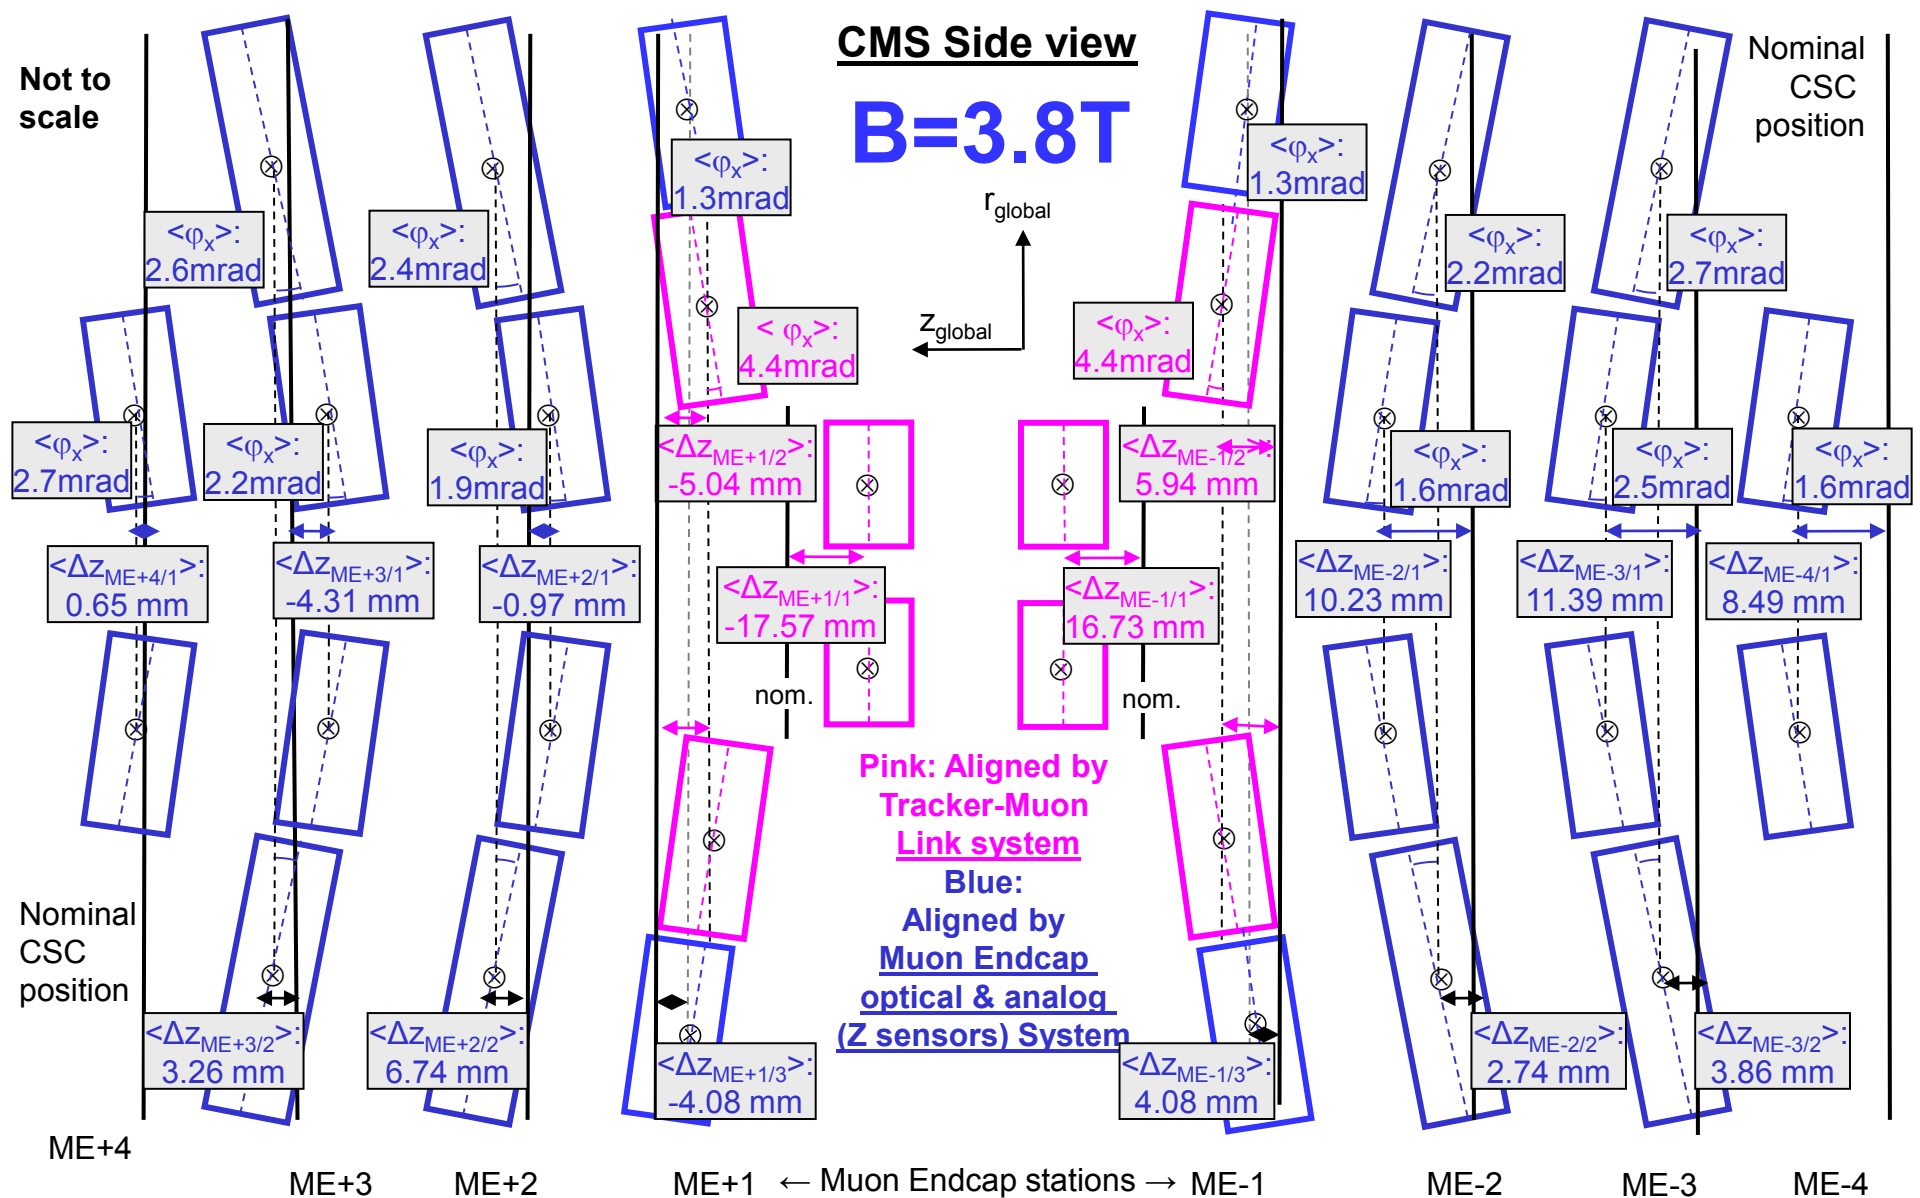 CMS Side view
B=3.8T
Not to
scale
Nominal
CSC
position
<φx>:
1.3mrad
<φx>:
1.3mrad
<φx>:
2.6mrad
<φx>:
2.4mrad
rglobal
<φx>:
2.2mrad
<φx>:
2.7mrad
zglobal
< φx>:
4.4mrad
<φx>:
4.4mrad
<φx>:
2.7mrad
<φx>:
2.2mrad
<φx>:
1.9mrad
<ΔzME+1/2>:
-5.04 mm
<ΔzME-1/2>:
5.94 mm
<φx>:
1.6mrad
<φx>:
2.5mrad
<φx>:
1.6mrad
<ΔzME+4/1>:
0.65 mm
<ΔzME+3/1>:
-4.31 mm
<ΔzME+2/1>:
-0.97 mm
<ΔzME+1/1>:
-17.57 mm
<ΔzME-1/1>:
16.73 mm
<ΔzME-2/1>:
10.23 mm
<ΔzME-3/1>:
11.39 mm
<ΔzME-4/1>:
8.49 mm
nom.
nom.
Pink: Aligned by
Tracker-Muon
Link system
Blue:
Aligned by
Muon Endcap
optical & analog
(Z sensors) System
Nominal
CSC
position
<ΔzME+3/2>:
3.26 mm
<ΔzME+2/2>:
6.74 mm
<ΔzME+1/3>:
-4.08 mm
<ΔzME-1/3>:
4.08 mm
<ΔzME-2/2>:
2.74 mm
<ΔzME-3/2>:
3.86 mm
ME+4
ME+3
ME+2
ME+1
← Muon Endcap stations →
ME-1
ME-2
ME-3
ME-4